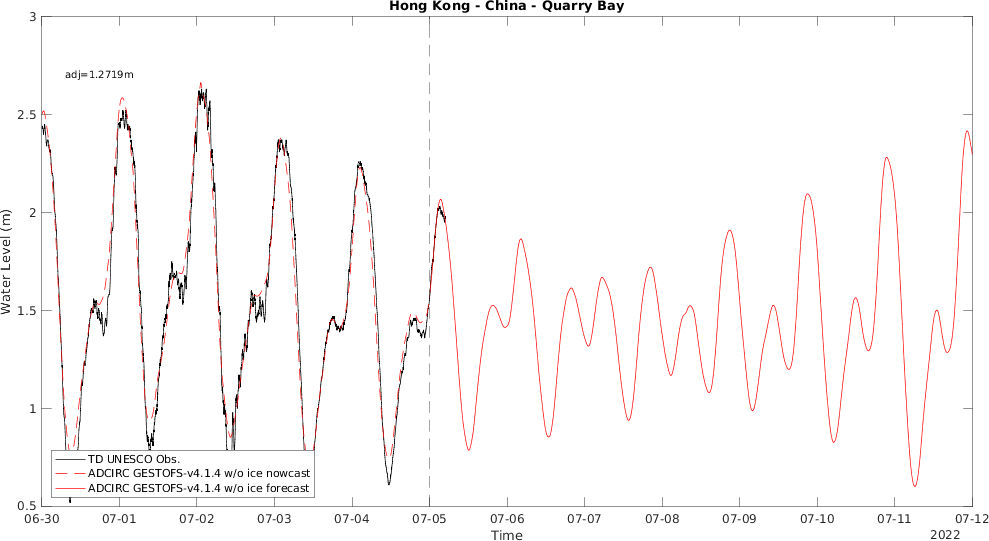 Hong Kong - China - Quarry Bay
3
adj=1.2719m
2.5
2
Water Level (m)
1.5
1
TD UNESCO Obs.
ADCIRC GESTOFS-v4.1.4 w/o ice nowcast
ADCIRC GESTOFS-v4.1.4 w/o ice forecast
0.5
06-30 07-01 07-02 07-03 07-04 07-05 07-06 07-07 07-08 07-09 07-10 07-11 07-12
Time 2022